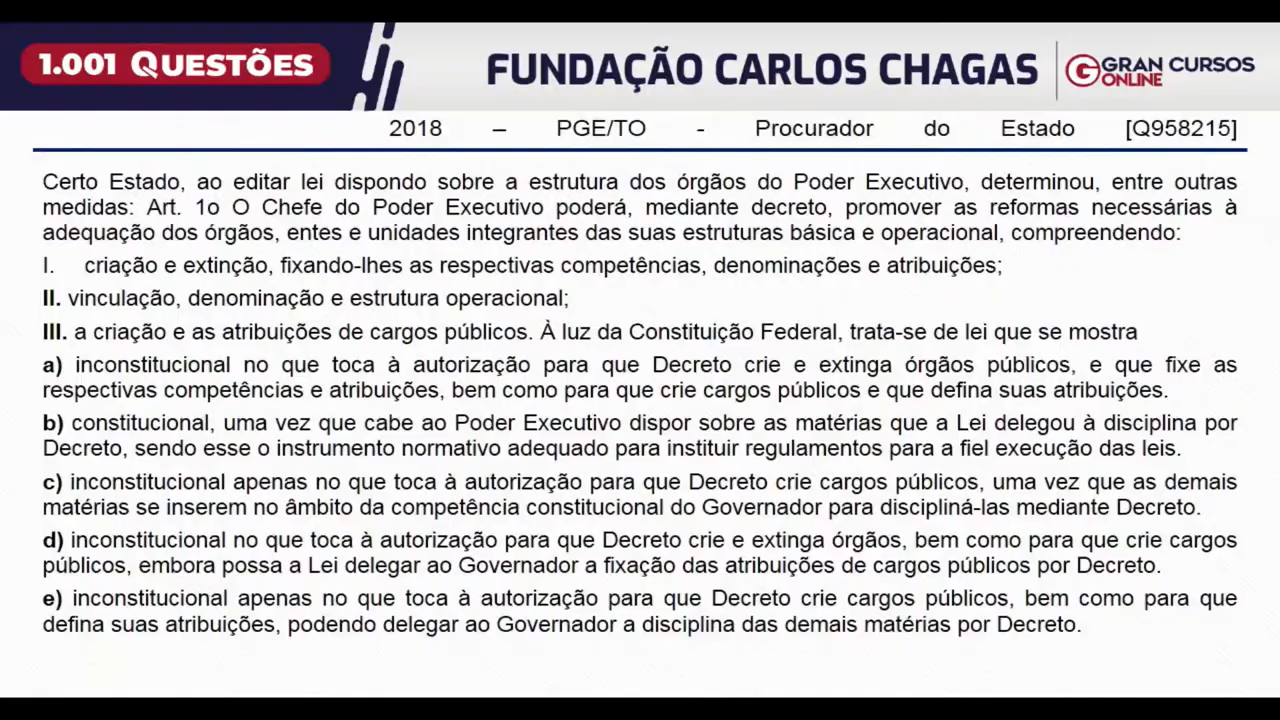 1.001 QUESTÕES
FUNDAÇÃO CARLOS CHAGAS
GRAN CURSOS
ONLINE
2018 – PGE/TO - Procurador do Estado [Q958215]
Certo Estado, ao editar lei dispondo sobre a estrutura dos órgãos do Poder Executivo, determinou, entre outras
medidas: Art. 1o O Chefe do Poder Executivo poderá, mediante decreto, promover as reformas necessárias à
adequação dos órgãos, entes e unidades integrantes das suas estruturas básica e operacional, compreendendo:
I. criação e extinção, fixando-lhes as respectivas competências, denominações e atribuições;
II. vinculação, denominação e estrutura operacional;
III. a criação e as atribuições de cargos públicos. À luz da Constituição Federal, trata-se de lei que se mostra
a) inconstitucional no que toca à autorização para que Decreto crie e extinga órgãos públicos, e que fixe as
respectivas competências e atribuições, bem como para que crie cargos públicos e que defina suas atribuições.
b) constitucional, uma vez que cabe ao Poder Executivo dispor sobre as matérias que a Lei delegou à disciplina por
Decreto, sendo esse o instrumento normativo adequado para instituir regulamentos para a fiel execução das leis.
c) inconstitucional apenas no que toca à autorização para que Decreto crie cargos públicos, uma vez que as demais
matérias se inserem no âmbito da competência constitucional do Governador para discipliná-las mediante Decreto.
d) inconstitucional no que toca à autorização para que Decreto crie e extinga órgãos, bem como para que crie cargos
públicos, embora possa a Lei delegar ao Governador a fixação das atribuições de cargos públicos por Decreto.
e) inconstitucional apenas no que toca à autorização para que Decreto crie cargos públicos, bem como para que
defina suas atribuições, podendo delegar ao Governador a disciplina das demais matérias por Decreto.